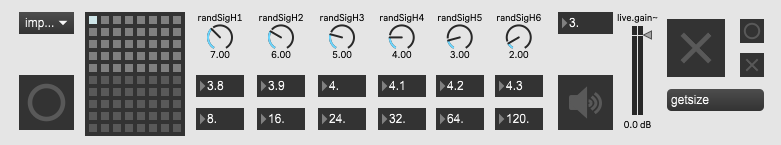 imp...
randSigH1 randSigH2 randSigH3 randSigH4 randSigH5 randSigH6
7.00 6.00 5.00 4.00 3.00 2.00
3.8 3.9 4. 4.1 4.2 4.3
8. 16. 24. 32. 64. 120.
3.
live.gain~
0.0 dB
getsize